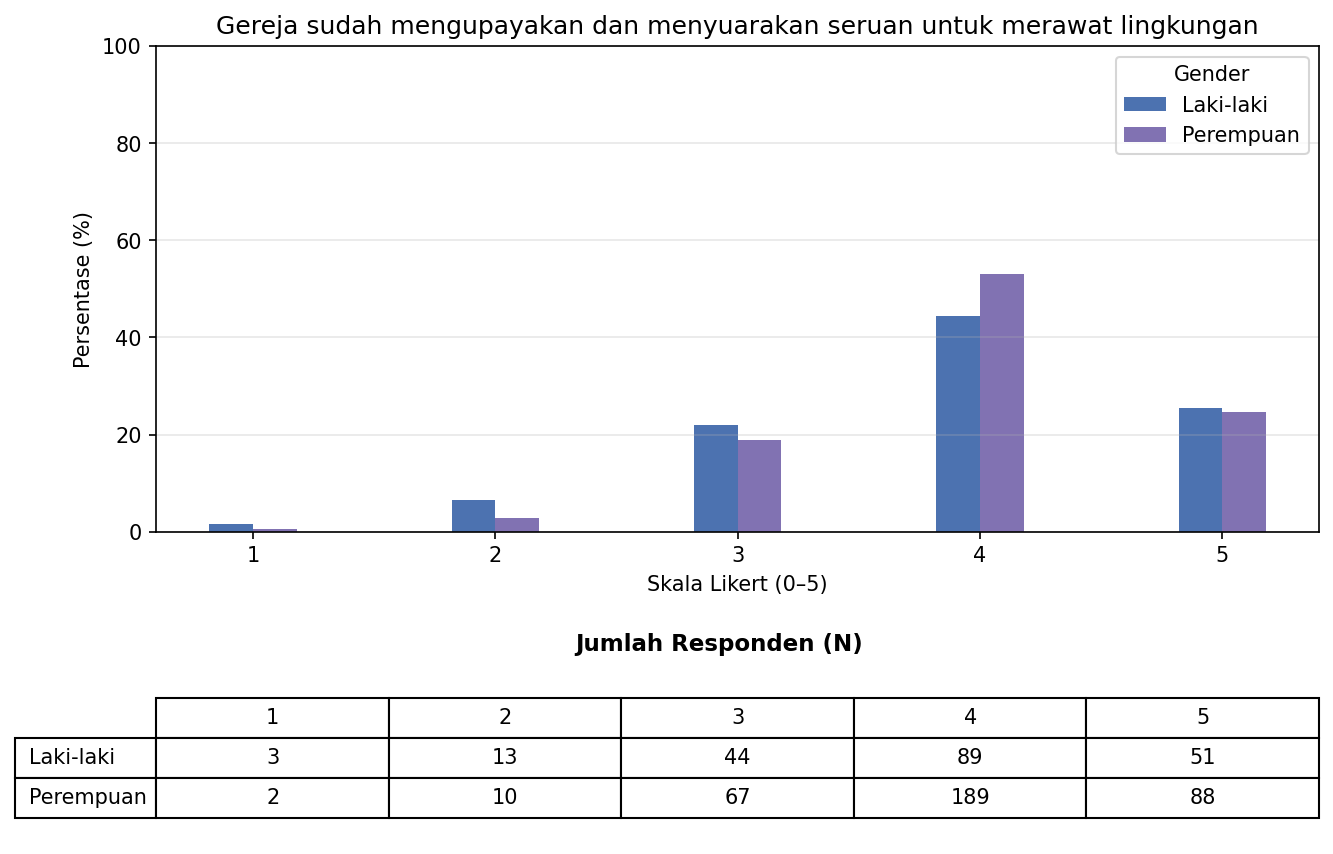 Gereja sudah mengupayakan dan menyuarakan seruan untuk merawat lingkungan
100
80
60
40
20
0
Persentase (%)
Gender
Laki-laki
Perempuan
1 2 3 4 5
Skala Likert (0–5)
Jumlah Responden (N)
1 2 3 4 5
Laki-laki 3 13 44 89 51
Perempuan 2 10 67 189 88